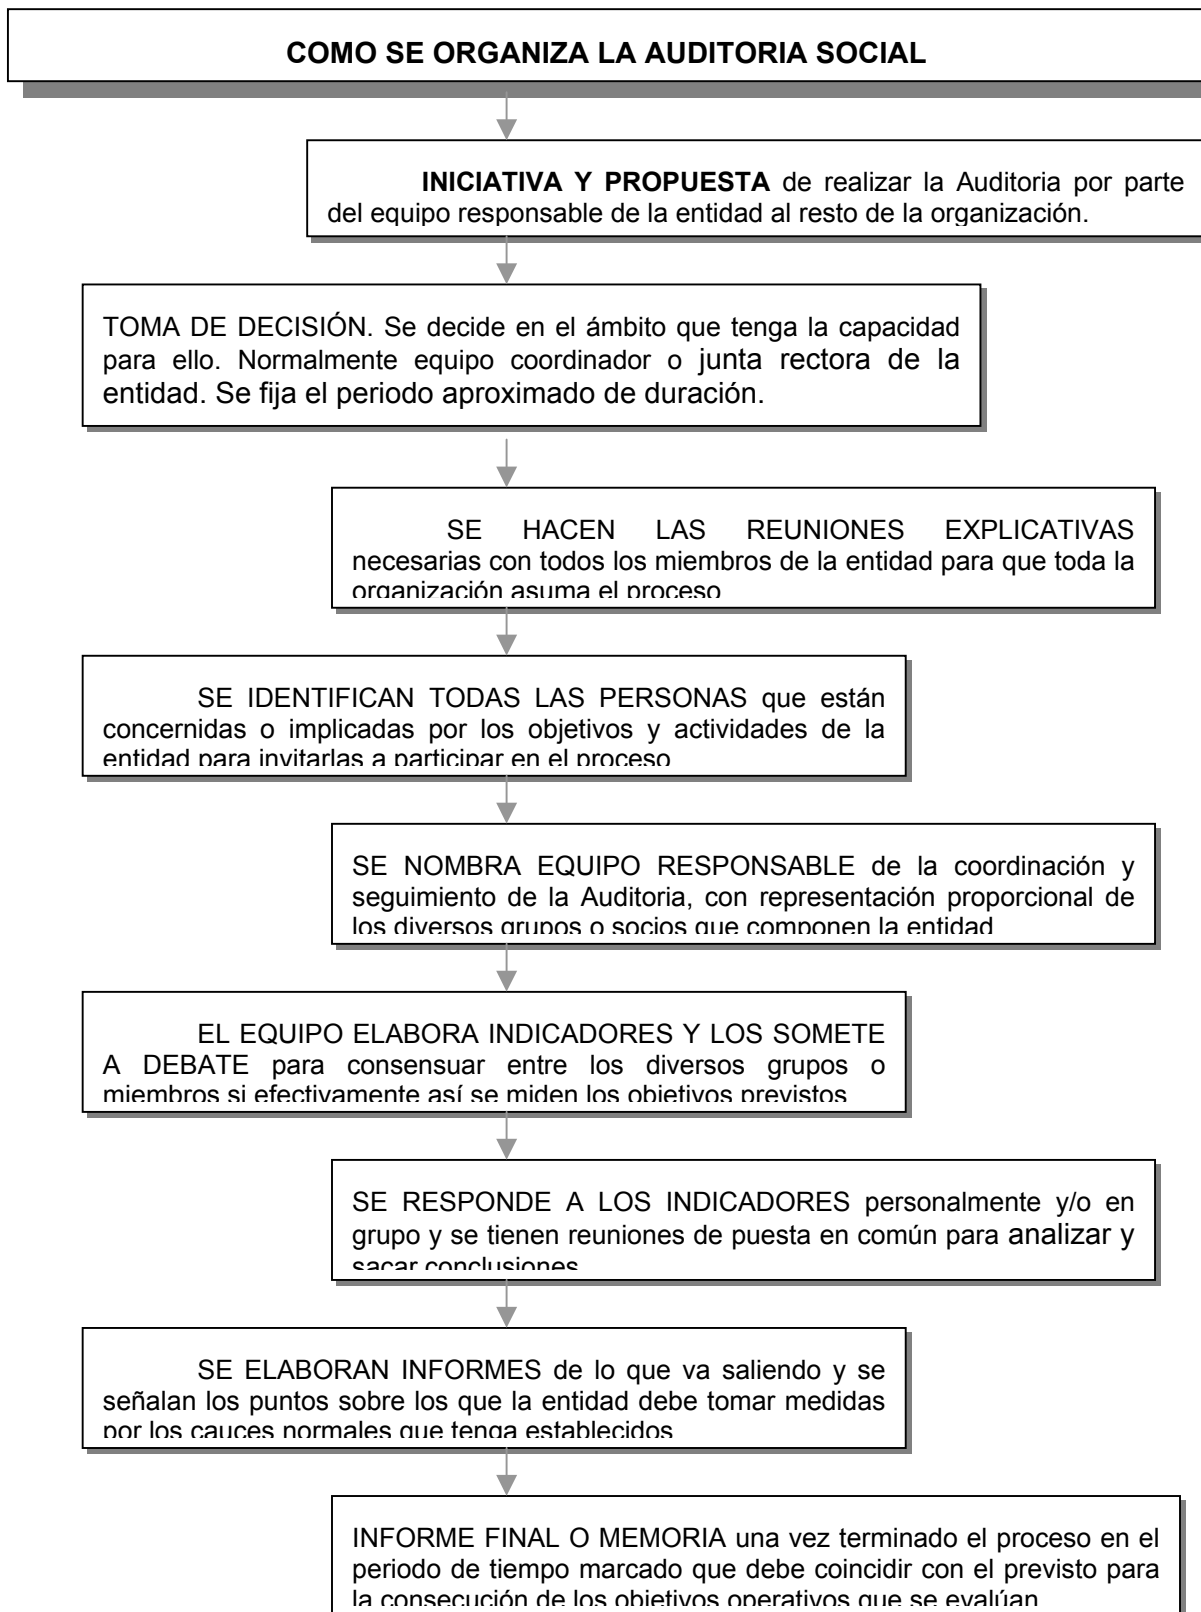 COMO SE ORGANIZA LA AUDITORIA SOCIAL
INICIATIVA Y PROPUESTA de realizar la Auditoria por parte
del equipo responsable de la entidad al resto de la organización.
TOMA DE DECISIÓN. Se decide en el ámbito que tenga la capacidad
para ello. Normalmente equipo coordinador o junta rectora de la
entidad. Se fija el periodo aproximado de duración.
SE HACEN LAS REUNIONES EXPLICATIVAS
necesarias con todos los miembros de la entidad para que toda la
organización asuma el proceso
SE IDENTIFICAN TODAS LAS PERSONAS que están
concernidas o implicadas por los objetivos y actividades de la
entidad para invitarlas a participar en el proceso
SE NOMBRA EQUIPO RESPONSABLE de la coordinación y
seguimiento de la Auditoria, con representación proporcional de
los diversos grupos o socios que componen la entidad
EL EQUIPO ELABORA INDICADORES Y LOS SOMETE
A DEBATE para consensuar entre los diversos grupos o
miembros si efectivamente así se miden los objetivos previstos
SE RESPONDE A LOS INDICADORES personalmente y/o en
grupo y se tienen reuniones de puesta en común para analizar y
sacar conclusiones
SE ELABORAN INFORMES de lo que va saliendo y se
señalan los puntos sobre los que la entidad debe tomar medidas
por los cauces normales que tenga establecidos
INFORME FINAL O MEMORIA una vez terminado el proceso en el
periodo de tiempo marcado que debe coincidir con el previsto para
la consecución de los objetivos operativos que se evalúan